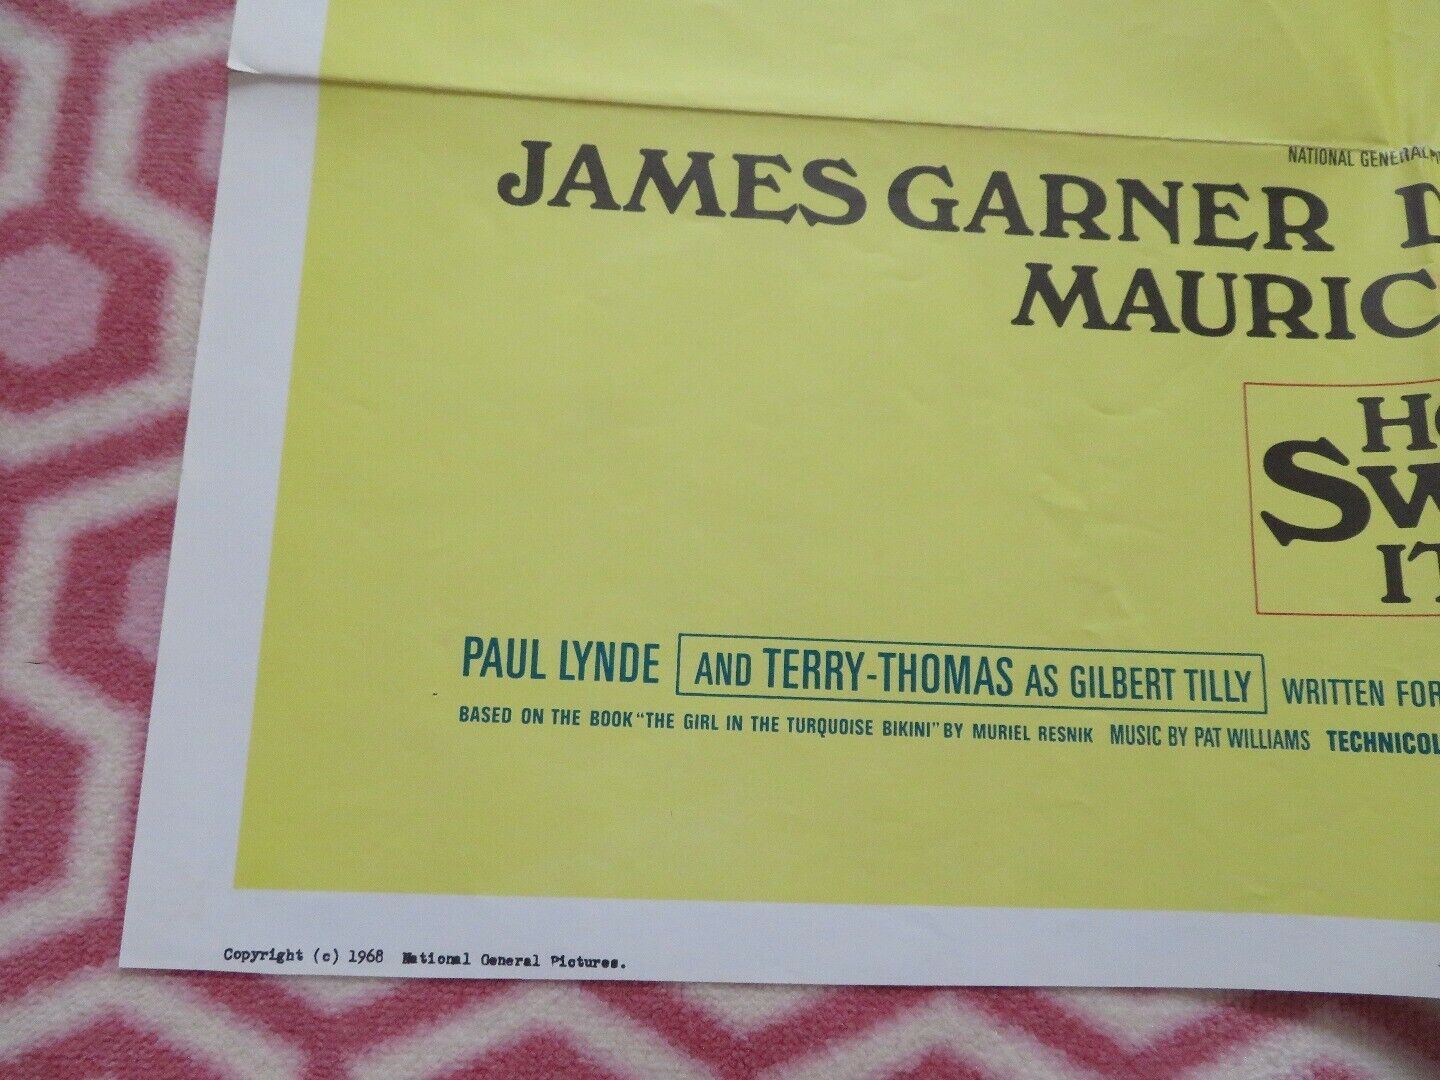 NATIONAL GENERAL
JAMES GARNER D
MAURIC
HO
SW
IT
PAUL LYNDE AND TERRY-THOMAS AS GILBERT TILLY WRITTEN FOR
BASED ON THE BOOK "THE GIRL IN THE TURQUOISE BIKINI" BY MURIEL RESNIK MUSIC BY PAT WILLIAMS TECHNICOL
Copyright (c) 1968 National General Pictures.